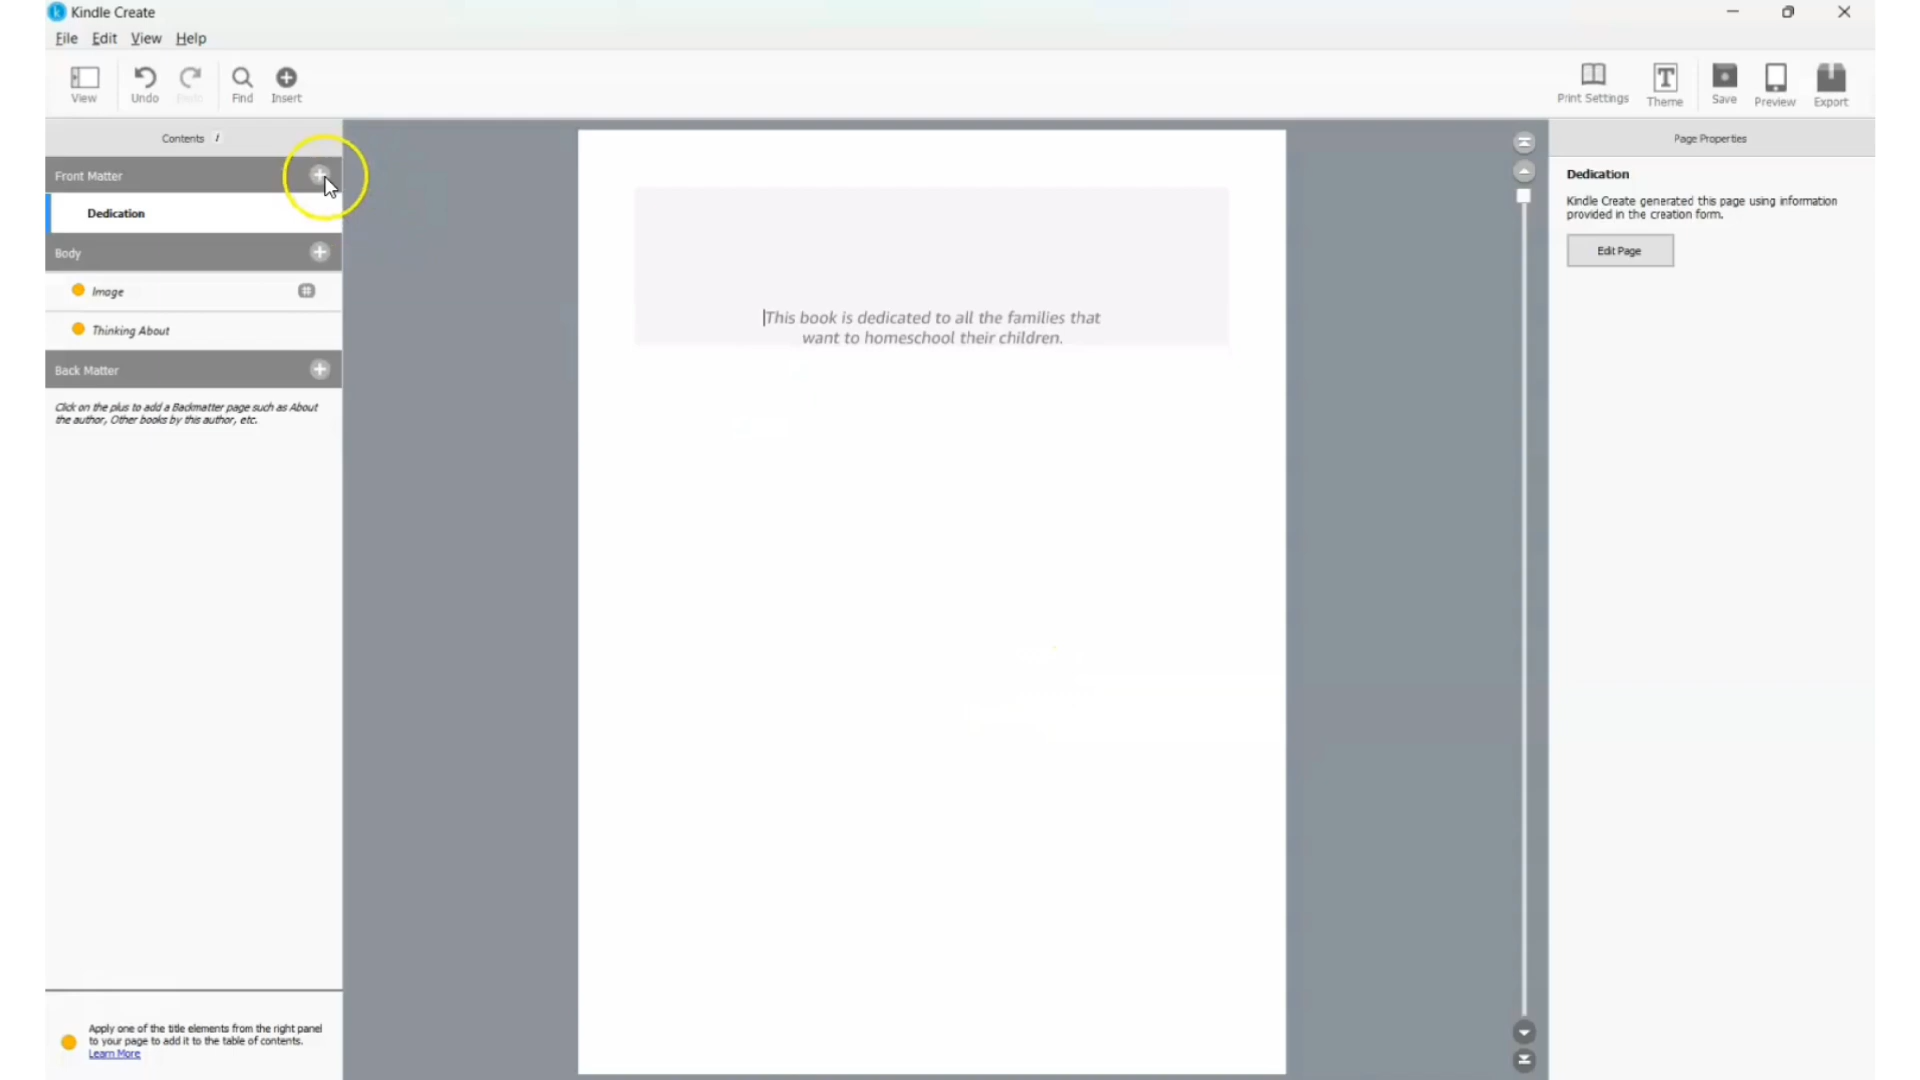 Kindle Create
File Edit View Help
View Undo Redo Find Insert
Print Settings Theme Save Preview Export
Contents i
Front Matter
Dedication
Body
Image
Thinking About
Back Matter
Click on the plus to add a Backmatter page such as About
the author, Other books by this author, etc.
Apply one of the title elements from the right panel
to your page to add it to the table of contents.
Learn More
This book is dedicated to all the families that
want to homeschool their children.
Page Properties
Dedication
Kindle Create generated this page using information
provided in the creation form.
Edit Page